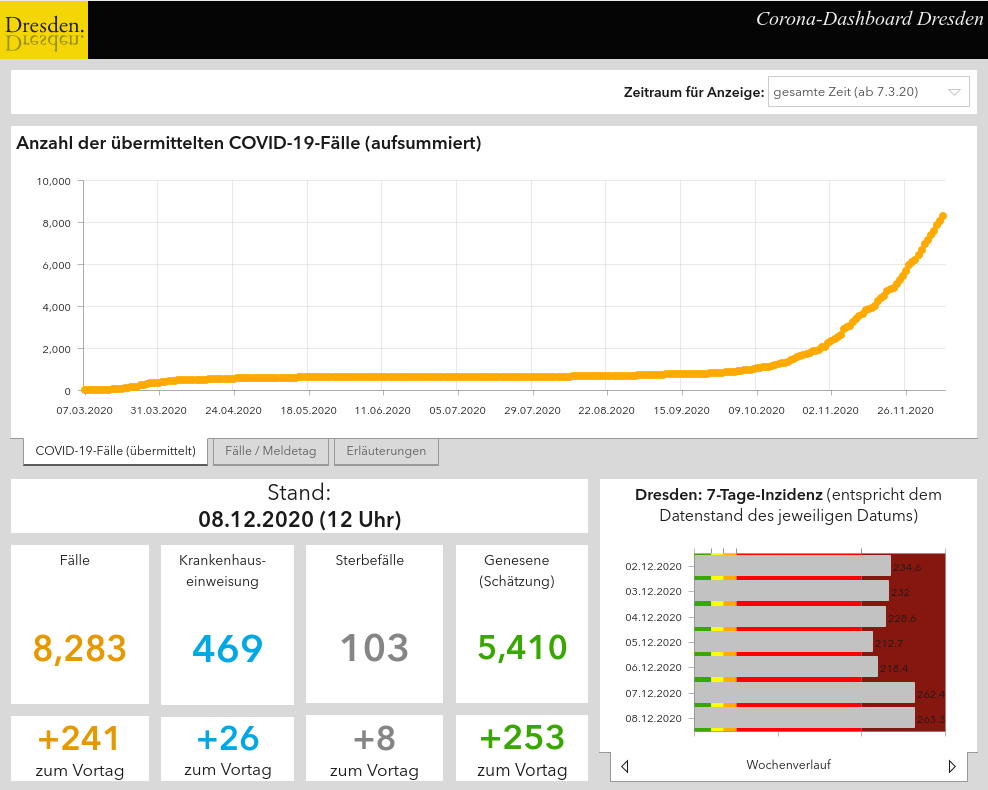 Dresden.
Dresden.
Corona-Dashboard Dresden
Zeitraum für Anzeige: gesamte Zeit (ab 7.3.20)
Anzahl der übermittelten COVID-19-Fälle (aufsummiert)
10,000
8,000
6,000
4,000
2,000
0
07.03.2020 31.03.2020 24.04.2020 18.05.2020 11.06.2020 05.07.2020 29.07.2020 22.08.2020 15.09.2020 09.10.2020 02.11.2020 26.11.2020
COVID-19-Fälle (übermittelt) Fälle / Meldetag Erläuterungen
Stand:
08.12.2020 (12 Uhr)
Fälle
8,283
+241
zum Vortag
Krankenhaus-
einweisung
469
+26
zum Vortag
Sterbefälle
103
+8
zum Vortag
Genesene
(Schätzung)
5,410
+253
zum Vortag
Dresden: 7-Tage-Inzidenz (entspricht dem
Datenstand des jeweiligen Datums)
02.12.2020 234.6
03.12.2020 232
04.12.2020 228.6
05.12.2020 212.7
06.12.2020 218.4
07.12.2020 262.4
08.12.2020 263.3
Wochenverlauf